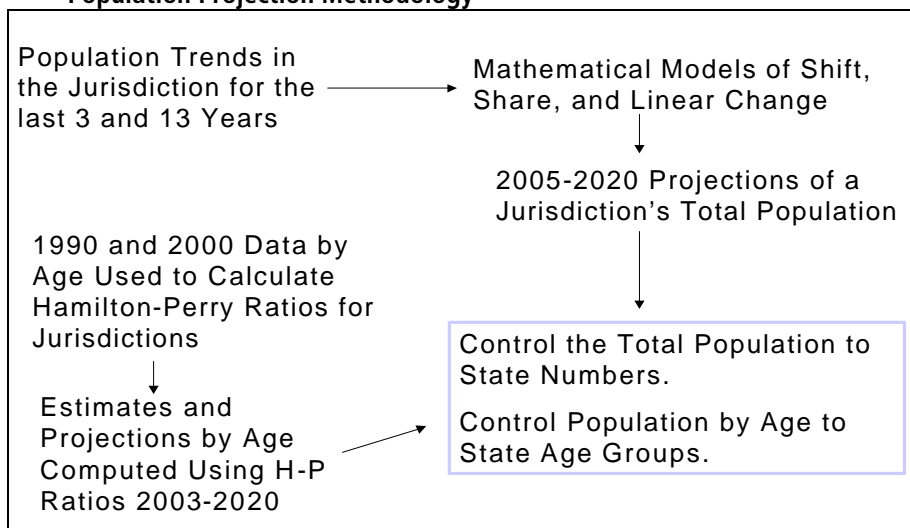 Population Projection Methodology
Population Trends in
the Jurisdiction for the
last 3 and 13 Years
Mathematical Models of Shift,
Share, and Linear Change
2005-2020 Projections of a
Jurisdiction's Total Population
1990 and 2000 Data by
Age Used to Calculate
Hamilton-Perry Ratios for
Jurisdictions
Estimates and
Projections by Age
Computed Using H-P
Ratios 2003-2020
Control the Total Population to
State Numbers.
Control Population by Age to
State Age Groups.